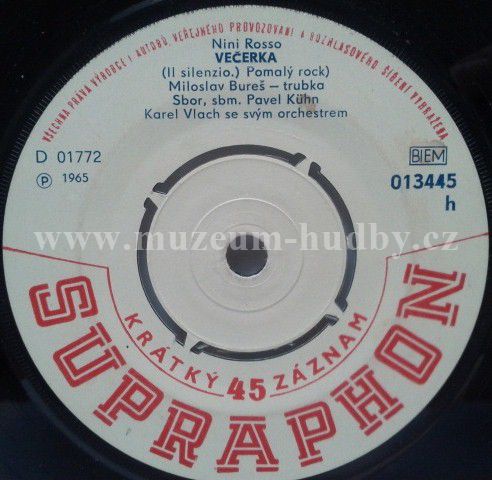 VŠECHNA PRÁVA VÝROBCE I AUTORŮ VEŘEJNÉHO PROVOZOVÁNÍ A ROZHLASOVÉHO ŠÍŘENÍ VYHRAŽENA
Nini Rosso
VEČERKA
(Il silenzio.) Pomalý rock)
Miloslav Bureš — trubka
Sbor, sbm. Pavel Kühn
Karel Vlach se svým orchestrem
D 01772
BIEM
℗ 1965
013445
h
www.muzeum-hudby.cz
KRÁTKÝ 45 ZÁZNAM
SUPRAPHON